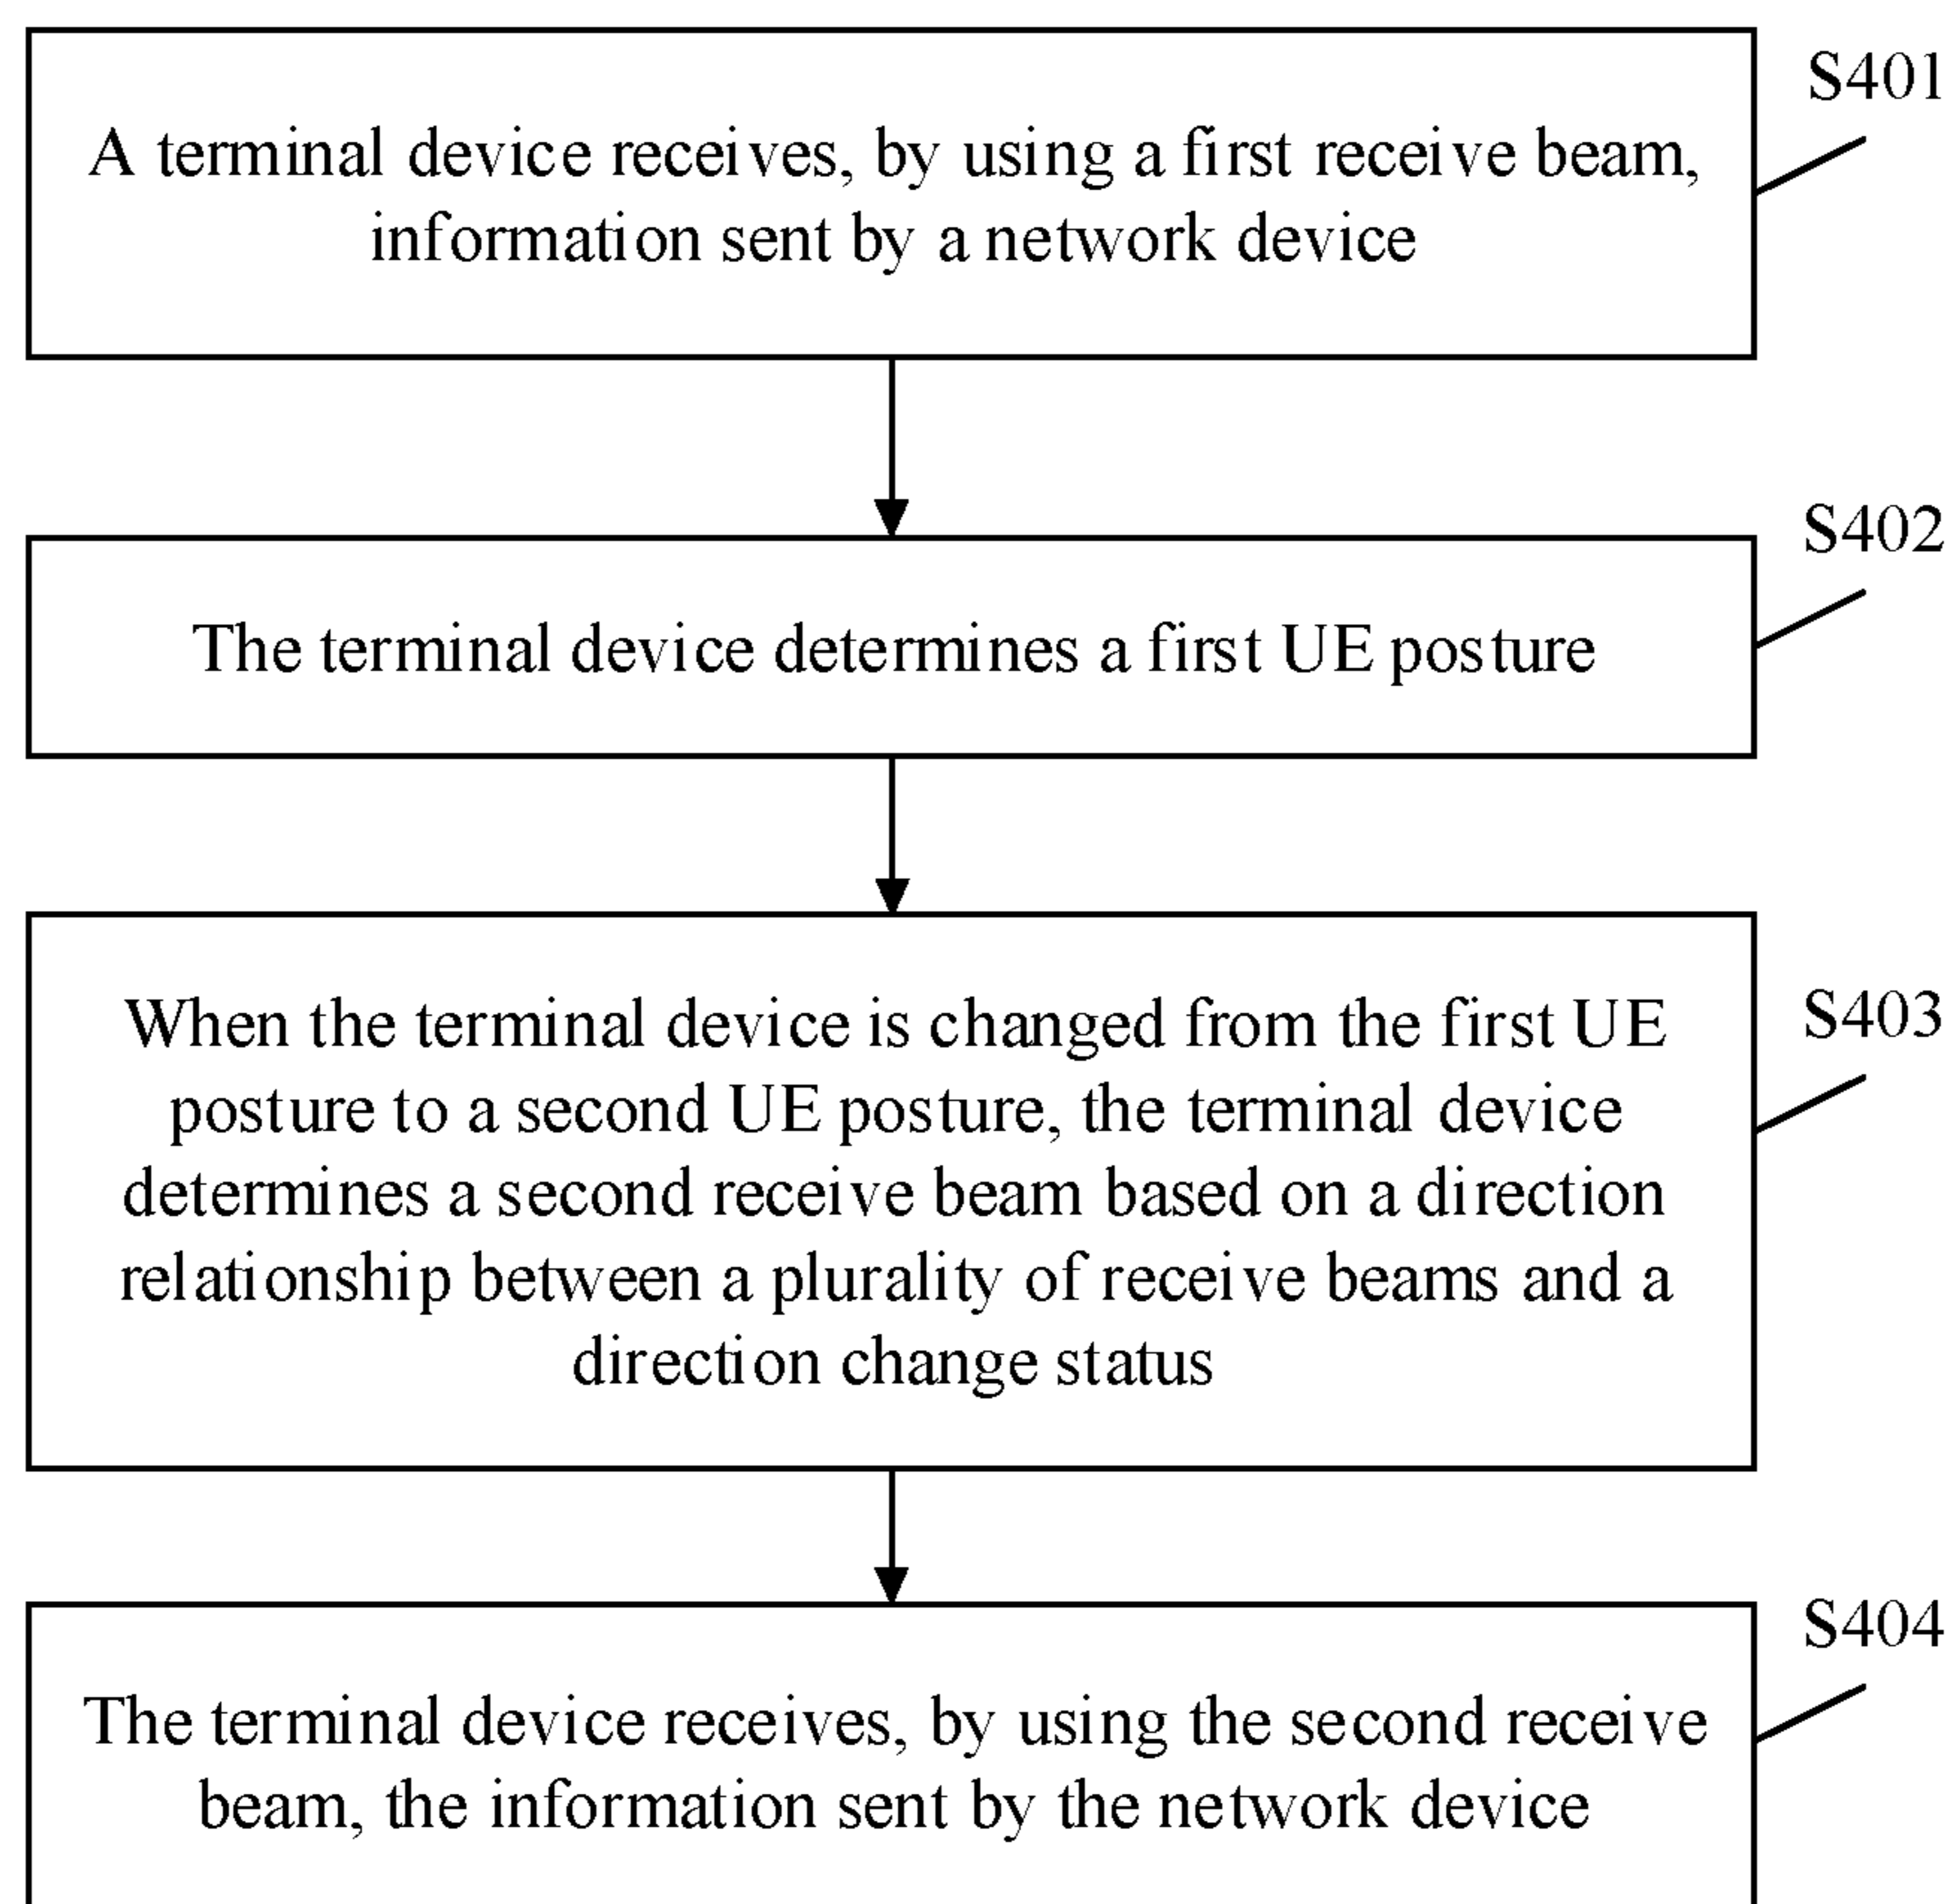 S401
A terminal device receives, by using a first receive beam,
information sent by a network device
S402
The terminal device determines a first UE posture
S403
When the terminal device is changed from the first UE
posture to a second UE posture, the terminal device
determines a second receive beam based on a direction
relationship between a plurality of receive beams and a
direction change status
S404
The terminal device receives, by using the second receive
beam, the information sent by the network device